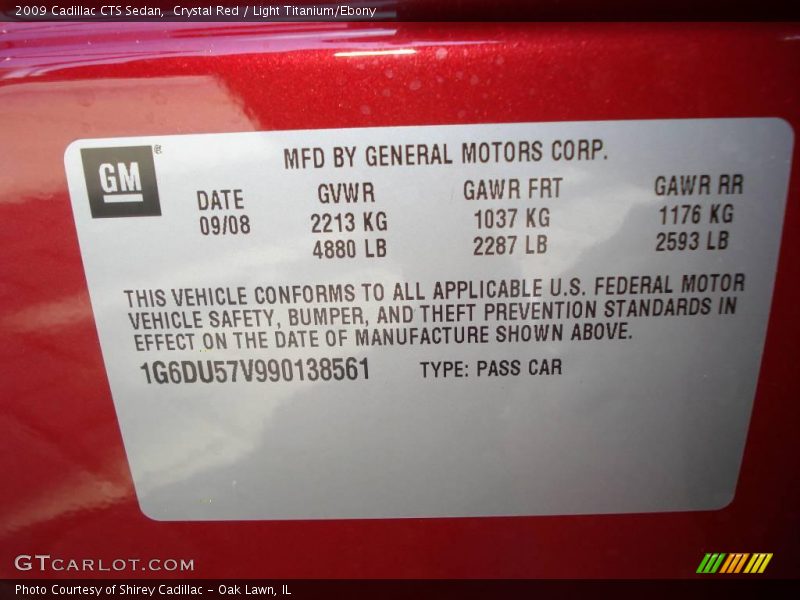 2009 Cadillac CTS Sedan,  Crystal Red / Light Titanium/Ebony
GM®
MFD BY GENERAL MOTORS CORP.
DATE GVWR GAWR FRT GAWR RR
09/08 2213 KG 1037 KG 1176 KG
4880 LB 2287 LB 2593 LB
THIS VEHICLE CONFORMS TO ALL APPLICABLE U.S. FEDERAL MOTOR
VEHICLE SAFETY, BUMPER, AND THEFT PREVENTION STANDARDS IN
EFFECT ON THE DATE OF MANUFACTURE SHOWN ABOVE.
1G6DU57V990138561 TYPE: PASS CAR
GTCARLOT.COM
Photo Courtesy of Shirey Cadillac - Oak Lawn, IL